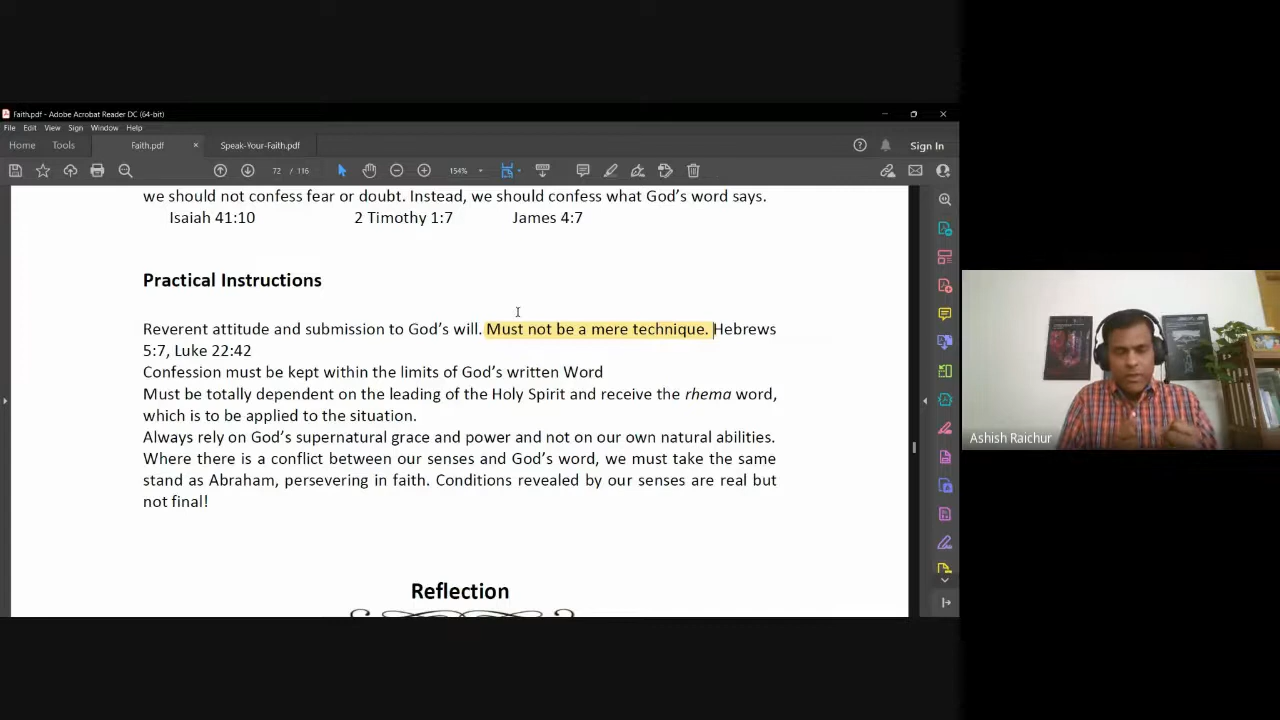 Faith.pdf - Adobe Acrobat Reader DC (64-bit)
File Edit View Sign Window Help
Home Tools Faith.pdf × Speak-Your-Faith.pdf Sign In
72 / 116 154%
we should not confess fear or doubt. Instead, we should confess what God's word says.
Isaiah 41:10 2 Timothy 1:7 James 4:7
Practical Instructions
Reverent attitude and submission to God's will. Must not be a mere technique. Hebrews
5:7, Luke 22:42
Confession must be kept within the limits of God's written Word
Must be totally dependent on the leading of the Holy Spirit and receive the rhema word,
which is to be applied to the situation.
Always rely on God's supernatural grace and power and not on our own natural abilities.
Where there is a conflict between our senses and God's word, we must take the same
stand as Abraham, persevering in faith. Conditions revealed by our senses are real but
not final!
Reflection
Ashish Raichur